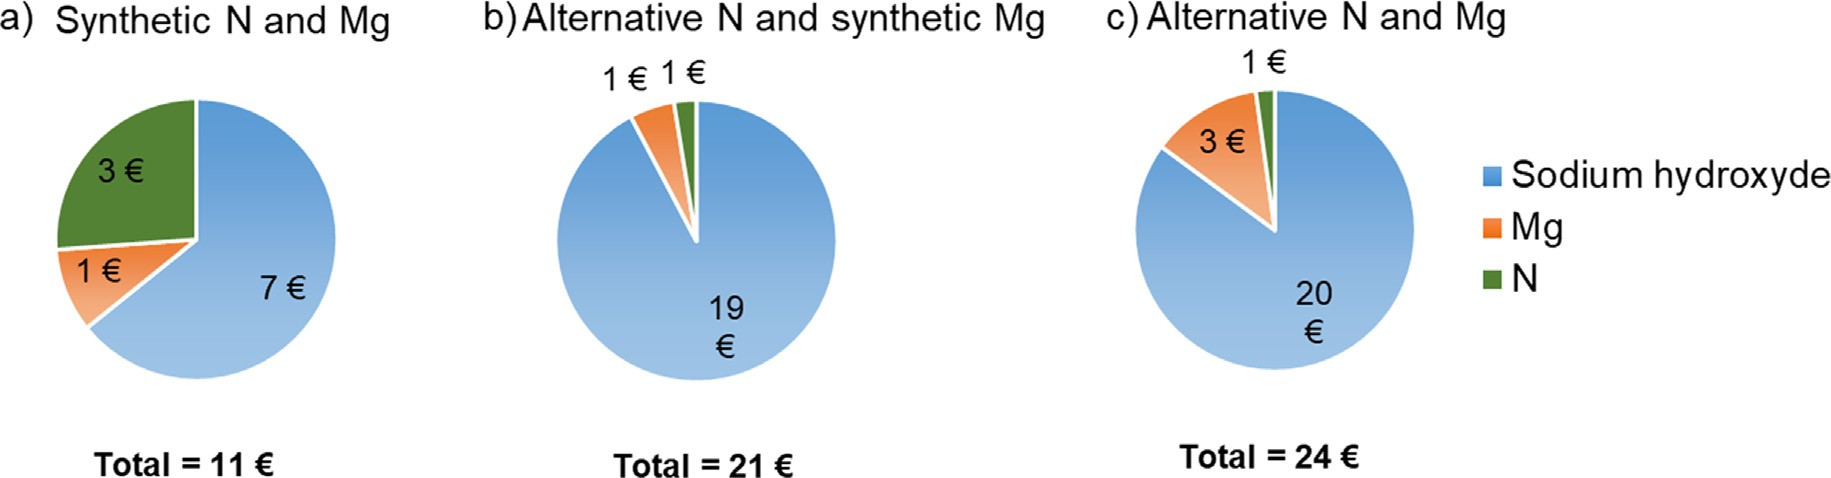 a) Synthetic N and Mg
3 €
1 €
7 €
Total = 11 €
b) Alternative N and synthetic Mg
1 € 1 €
19
€
Total = 21 €
c) Alternative N and Mg
1 €
3 €
20
€
Total = 24 €
Sodium hydroxyde
Mg
N